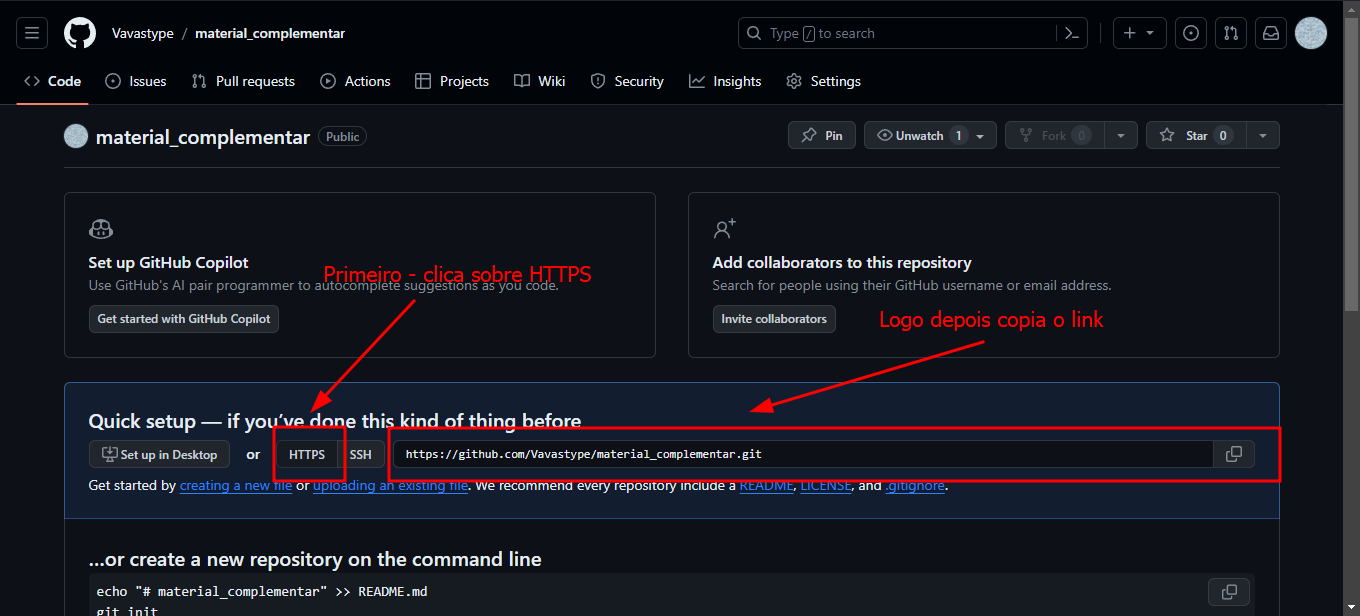 Vavastype / material_complementar
Type / to search
Code
Issues
Pull requests
Actions
Projects
Wiki
Security
Insights
Settings
material_complementar Public
Pin
Unwatch 1
Fork 0
Star 0
Set up GitHub Copilot
Primeiro - clica sobre HTTPS
Use GitHub's AI pair programmer to autocomplete suggestions as you code.
Get started with GitHub Copilot
Add collaborators to this repository
Search for people using their GitHub username or email address.
Invite collaborators
Logo depois copia o link
Quick setup — if you've done this kind of thing before
Set up in Desktop or HTTPS SSH https://github.com/Vavastype/material_complementar.git
Get started by creating a new file or uploading an existing file. We recommend every repository include a README, LICENSE, and .gitignore.
...or create a new repository on the command line
echo "# material_complementar" >> README.md
git init